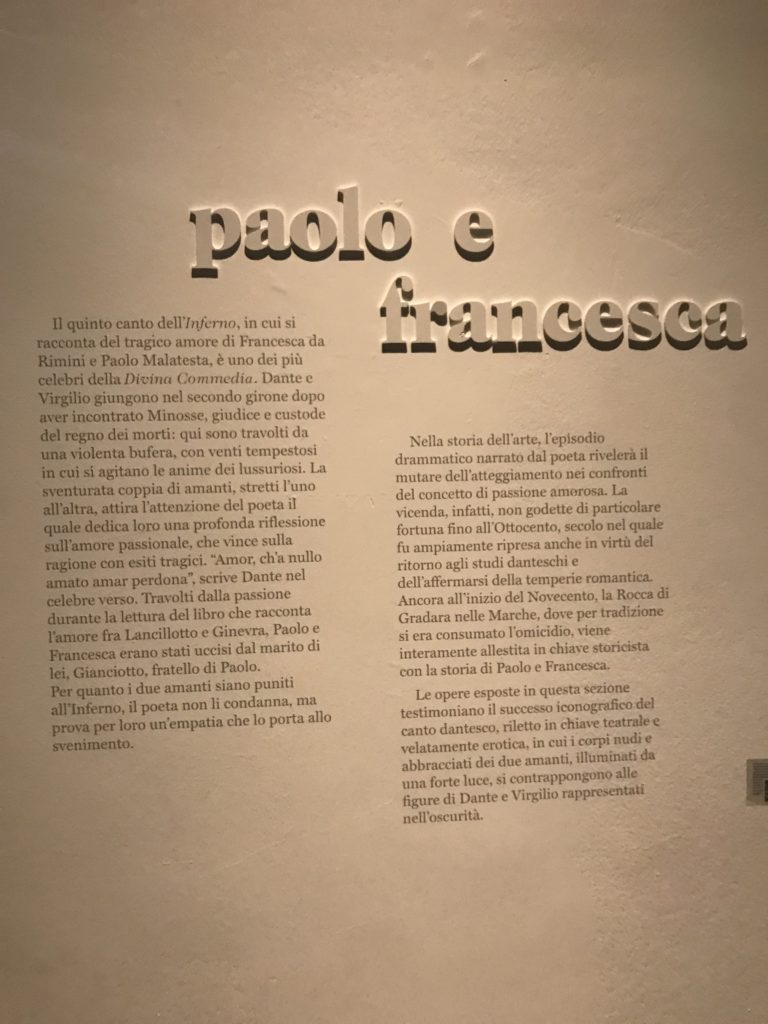 paolo e
francesca
Il quinto canto dell'Inferno, in cui si
racconta del tragico amore di Francesca da
Rimini e Paolo Malatesta, è uno dei più
celebri della Divina Commedia. Dante e
Virgilio giungono nel secondo girone dopo
aver incontrato Minosse, giudice e custode
del regno dei morti: qui sono travolti da
una violenta bufera, con venti tempestosi
in cui si agitano le anime dei lussuriosi. La
sventurata coppia di amanti, stretti l'uno
all'altra, attira l'attenzione del poeta il
quale dedica loro una profonda riflessione
sull'amore passionale, che vince sulla
ragione con esiti tragici. “Amor, ch'a nullo
amato amar perdona”, scrive Dante nel
celebre verso. Travolti dalla passione
durante la lettura del libro che racconta
l'amore fra Lancillotto e Ginevra, Paolo e
Francesca erano stati uccisi dal marito di
lei, Gianciotto, fratello di Paolo.
Per quanto i due amanti siano puniti
all'Inferno, il poeta non li condanna, ma
prova per loro un'empatia che lo porta allo
svenimento.
Nella storia dell'arte, l'episodio
drammatico narrato dal poeta rivelerà il
mutare dell'atteggiamento nei confronti
del concetto di passione amorosa. La
vicenda, infatti, non godette di particolare
fortuna fino all'Ottocento, secolo nel quale
fu ampiamente ripresa anche in virtù del
ritorno agli studi danteschi e
dell'affermarsi della temperie romantica.
Ancora all'inizio del Novecento, la Rocca di
Gradara nelle Marche, dove per tradizione
si era consumato l'omicidio, viene
interamente allestita in chiave storicista
con la storia di Paolo e Francesca.
Le opere esposte in questa sezione
testimoniano il successo iconografico del
canto dantesco, riletto in chiave teatrale e
velatamente erotica, in cui i corpi nudi e
abbracciati dei due amanti, illuminati da
una forte luce, si contrappongono alle
figure di Dante e Virgilio rappresentati
nell'oscurità.